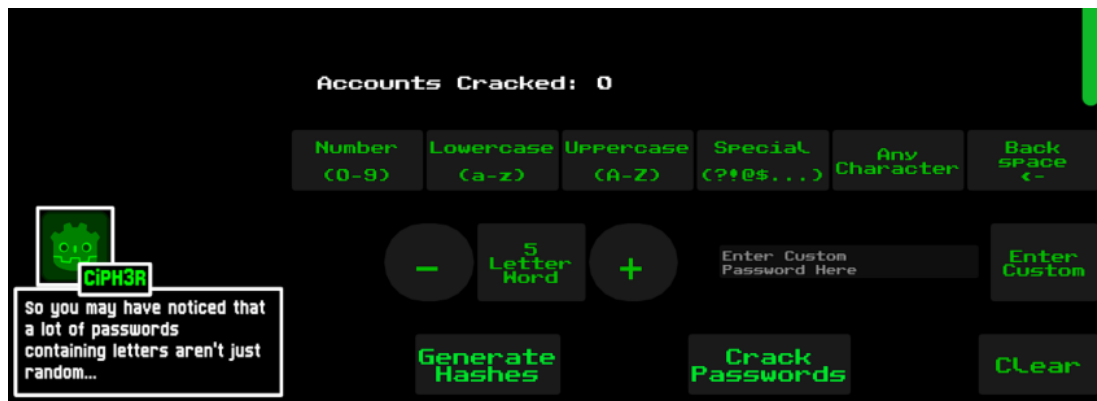 Accounts Cracked: 0
Number Lowercase Uppercase Special Any Back
(0-9) (a-z) (A-Z) (?!@$...) Character space
<-
- 5 Letter Word + Enter Custom Password Here Enter Custom
CiPH3R
So you may have noticed that
a lot of passwords
containing letters aren't just
random...
Generate Hashes
Crack Passwords
Clear